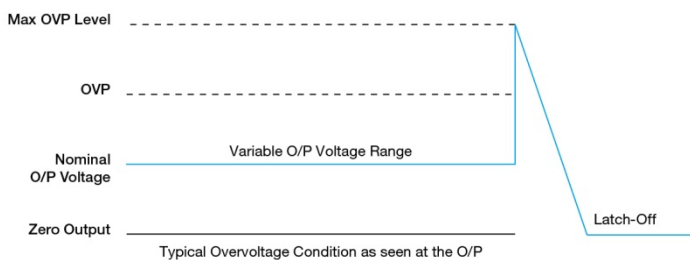 Max OVP Level
OVP
Variable O/P Voltage Range
Nominal
O/P Voltage
Zero Output
Latch-Off
Typical Overvoltage Condition as seen at the O/P